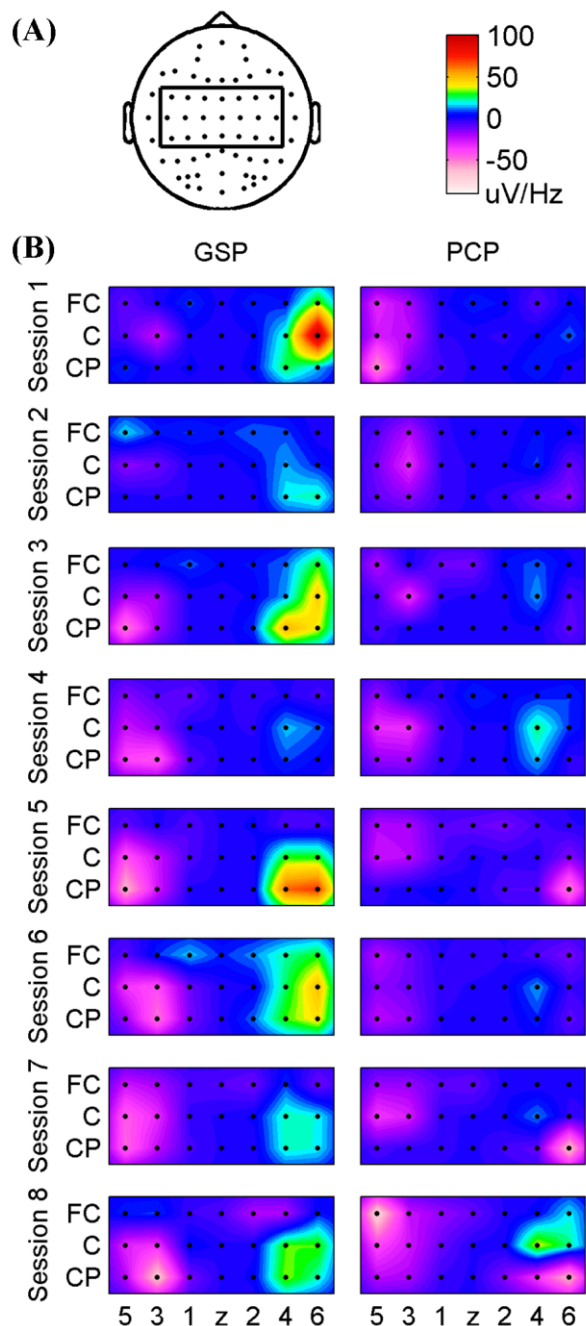 (A)
100
50
0
-50
uV/Hz
(B)
GSP PCP
Session 1 FC C CP
Session 2 FC C CP
Session 3 FC C CP
Session 4 FC C CP
Session 5 FC C CP
Session 6 FC C CP
Session 7 FC C CP
Session 8 FC C CP
5 3 1 z 2 4 6 5 3 1 z 2 4 6